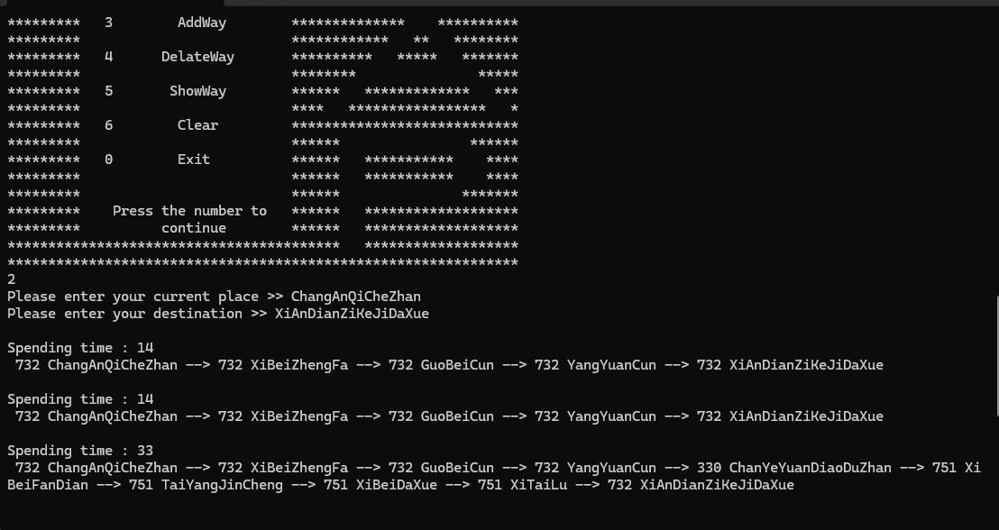 *********   3        AddWay        **************    **********
*********                          ************   **   ********
*********   4       DelateWay       **********   *****   *******
*********                          ********               *****
*********   5        ShowWay       ******   *************   ***
*********                          ****   *****************   *
*********   6         Clear        ****************************
*********                          ******                ******
*********   0         Exit         ******   ***********    ****
*********                          ******   ***********    ****
*********                          ******               *******
*********    Press the number to   ******   *******************
*********          continue        ******   *******************
*****************************************   *******************
***************************************************************
2
Please enter your current place >> ChangAnQiCheZhan
Please enter your destination >> XiAnDianZiKeJiDaXue
Spending time : 14
732 ChangAnQiCheZhan --> 732 XiBeiZhengFa --> 732 GuoBeiCun --> 732 YangYuanCun --> 732 XiAnDianZiKeJiDaXue
Spending time : 14
732 ChangAnQiCheZhan --> 732 XiBeiZhengFa --> 732 GuoBeiCun --> 732 YangYuanCun --> 732 XiAnDianZiKeJiDaXue
Spending time : 33
732 ChangAnQiCheZhan --> 732 XiBeiZhengFa --> 732 GuoBeiCun --> 732 YangYuanCun --> 330 ChanYeYuanDiaoDuZhan --> 751 Xi
BeiFanDian --> 751 TaiYangJinCheng --> 751 XiBeiDaXue --> 751 XiTaiLu --> 732 XiAnDianZiKeJiDaXue